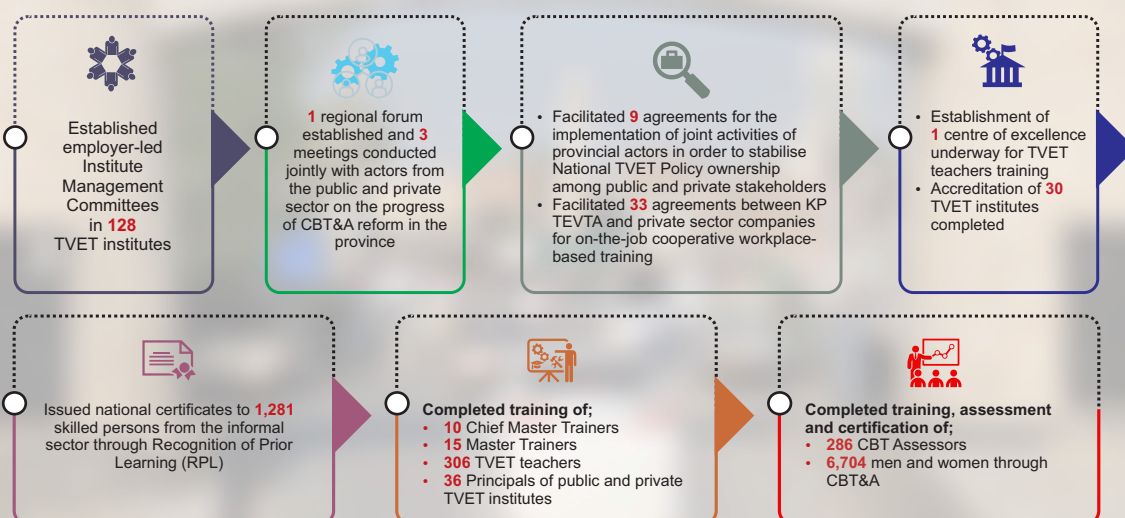 Established
employer-led
Institute
Management
Committees
in 128
TVET institutes
1 regional forum
established and 3
meetings conducted
jointly with actors from
the public and private
sector on the progress
of CBT&A reform in the
province
• Facilitated 9 agreements for the
implementation of joint activities of
provincial actors in order to stabilise
National TVET Policy ownership
among public and private stakeholders
• Facilitated 33 agreements between KP
TEVTA and private sector companies
for on-the-job cooperative workplace-
based training
• Establishment of
1 centre of excellence
underway for TVET
teachers training
• Accreditation of 30
TVET institutes
completed
Issued national certificates to 1,281
skilled persons from the informal
sector through Recognition of Prior
Learning (RPL)
Completed training of;
• 10 Chief Master Trainers
• 15 Master Trainers
• 306 TVET teachers
• 36 Principals of public and private
TVET institutes
Completed training, assessment
and certification of;
• 286 CBT Assessors
• 6,704 men and women through
CBT&A